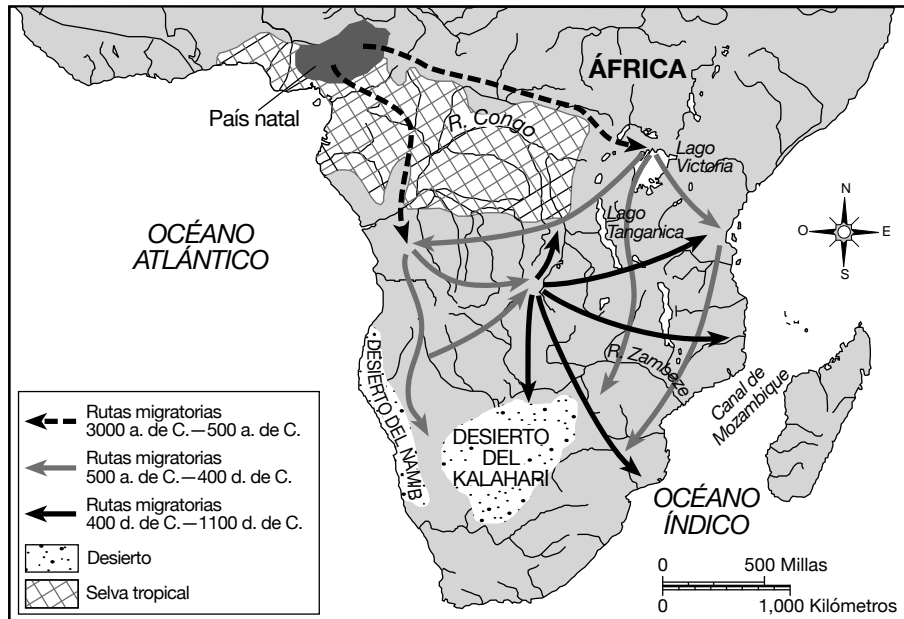 ÁFRICA
País natal
R. Congo
Lago
Victoria
Lago
Tanganica
OCÉANO
ATLÁNTICO
N
O
E
S
R. Zambeze
Canal de
Mozambique
DESIERTO DEL NAMIB
DESIERTO
DEL
KALAHARI
OCÉANO
ÍNDICO
Rutas migratorias
3000 a. de C.—500 a. de C.
Rutas migratorias
500 a. de C.—400 d. de C.
Rutas migratorias
400 d. de C.—1100 d. de C.
Desierto
Selva tropical
0 500 Millas
0 1,000 Kilómetros